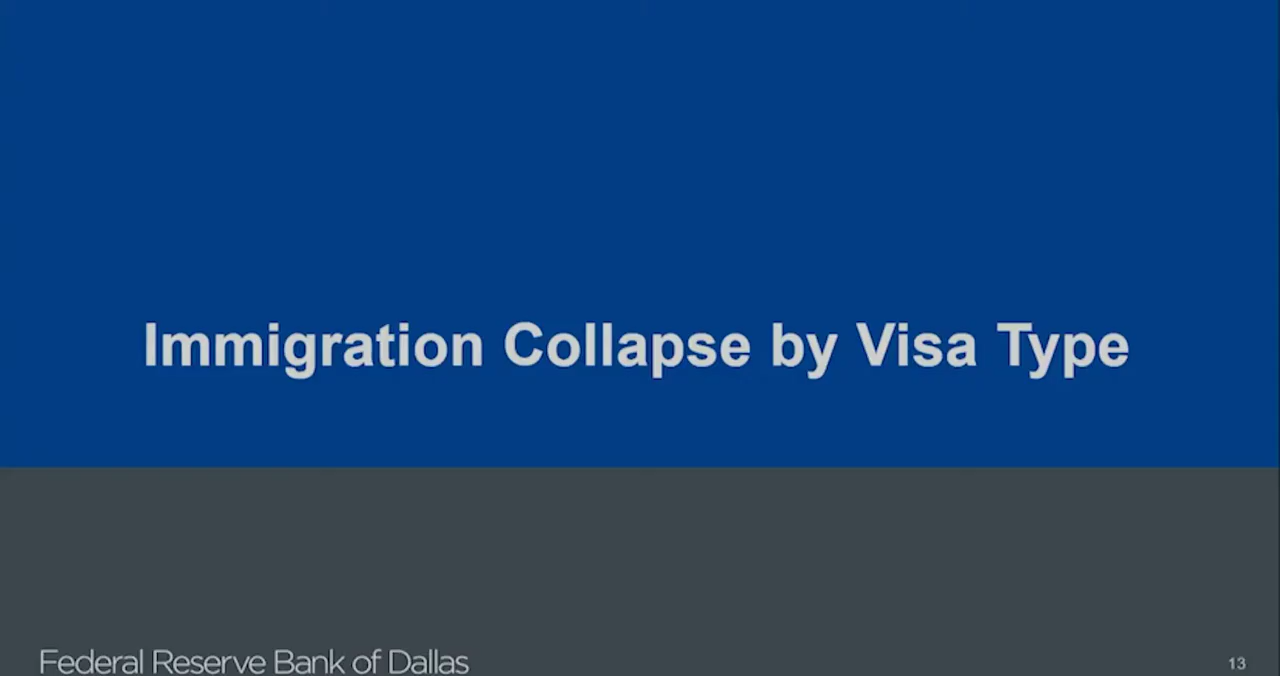 Immigration Collapse by Visa Type
Federal Reserve Bank of Dallas
13